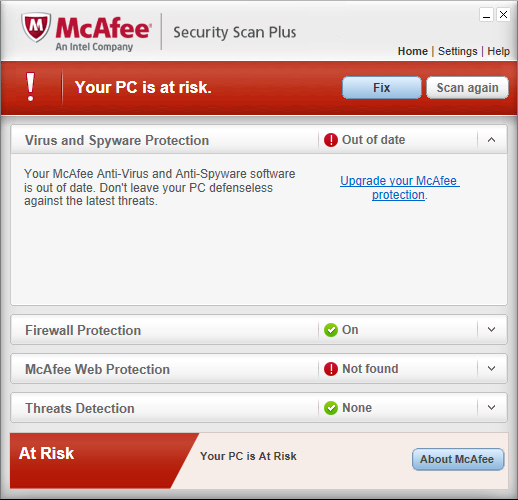 McAfee
An Intel Company
Security Scan Plus
Home | Settings | Help
! Your PC is at risk.
Fix
Scan again
Virus and Spyware Protection
! Out of date
Your McAfee Anti-Virus and Anti-Spyware software
is out of date. Don't leave your PC defenseless
against the latest threats.
Upgrade your McAfee
protection.
Firewall Protection
On
McAfee Web Protection
! Not found
Threats Detection
None
At Risk
Your PC is At Risk
About McAfee